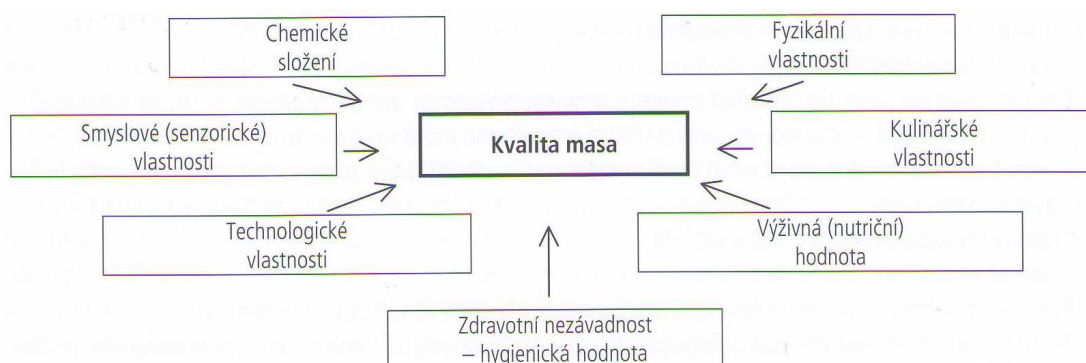 Chemické
složení
Fyzikální
vlastnosti
Smyslové (senzorické)
vlastnosti
Kvalita masa
Kulinářské
vlastnosti
Technologické
vlastnosti
Výživná (nutriční)
hodnota
Zdravotní nezávadnost
– hygienická hodnota